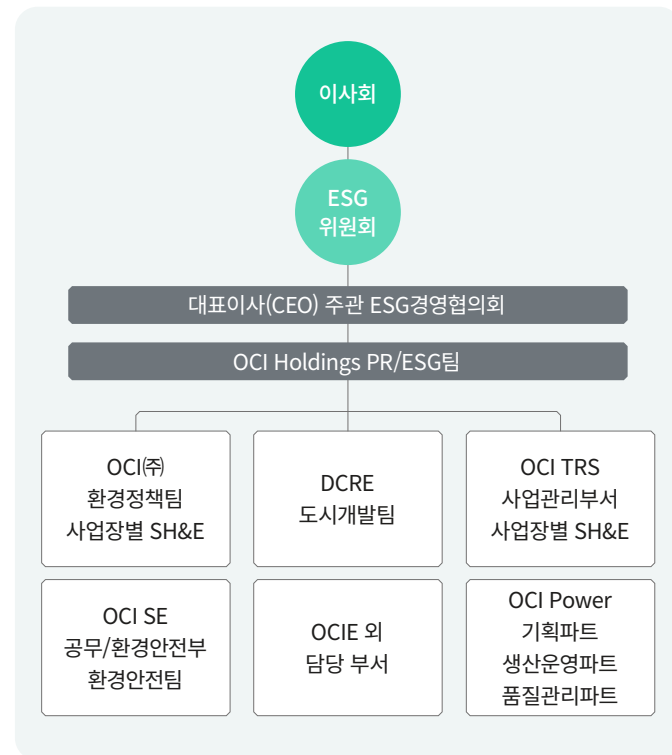 이사회
ESG
위원회
대표이사(CEO) 주관 ESG경영협의회
OCI Holdings PR/ESG팀
OCI㈜
환경정책팀
사업장별 SH&E
DCRE
도시개발팀
OCI TRS
사업관리부서
사업장별 SH&E
OCI SE
공무/환경안전부
환경안전팀
OCIE 외
담당 부서
OCI Power
기획파트
생산운영파트
품질관리파트